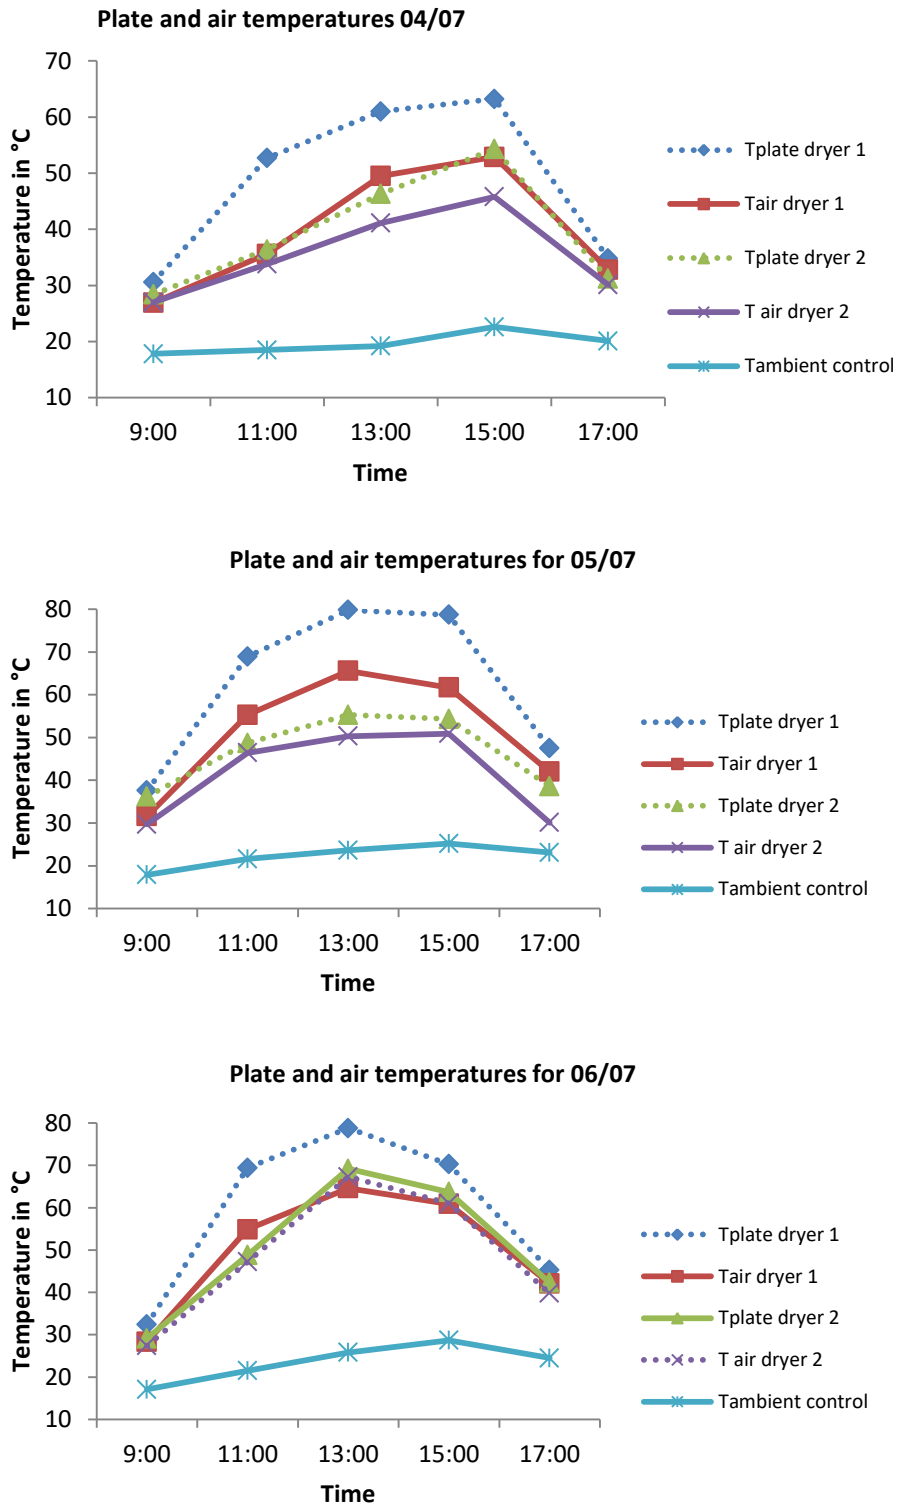 Plate and air temperatures 04/07
Temperature in °C
70
60
50
40
30
20
10
9:00 11:00 13:00 15:00 17:00
Time
Tplate dryer 1
Tair dryer 1
Tplate dryer 2
T air dryer 2
Tambient control
Plate and air temperatures for 05/07
Temperature in °C
80
70
60
50
40
30
20
10
9:00 11:00 13:00 15:00 17:00
Time
Tplate dryer 1
Tair dryer 1
Tplate dryer 2
T air dryer 2
Tambient control
Plate and air temperatures for 06/07
Temperature in °C
80
70
60
50
40
30
20
10
9:00 11:00 13:00 15:00 17:00
Time
Tplate dryer 1
Tair dryer 1
Tplate dryer 2
T air dryer 2
Tambient control